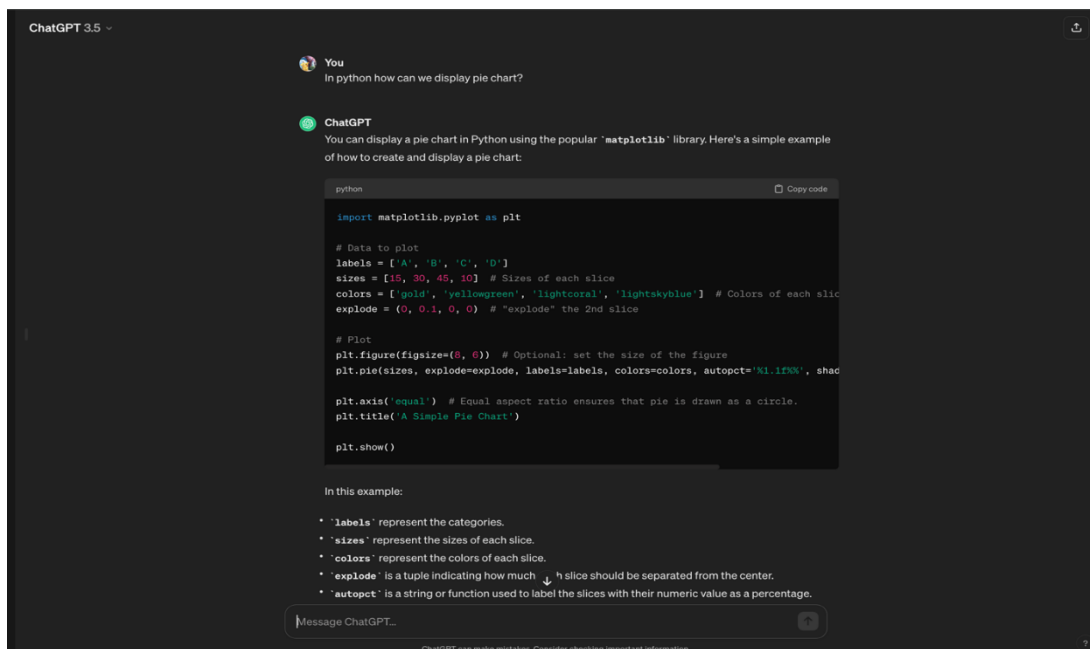 ChatGPT 3.5
You
In python how can we display pie chart?
ChatGPT
You can display a pie chart in Python using the popular `matplotlib` library. Here's a simple example
of how to create and display a pie chart:
python
Copy code
import matplotlib.pyplot as plt
# Data to plot
labels = ['A', 'B', 'C', 'D']
sizes = [15, 30, 45, 10]  # Sizes of each slice
colors = ['gold', 'yellowgreen', 'lightcoral', 'lightskyblue']  # Colors of each slic
explode = (0, 0.1, 0, 0)  # "explode" the 2nd slice
# Plot
plt.figure(figsize=(8, 6))  # Optional: set the size of the figure
plt.pie(sizes, explode=explode, labels=labels, colors=colors, autopct='%1.1f%%', shad
plt.axis('equal')  # Equal aspect ratio ensures that pie is drawn as a circle.
plt.title('A Simple Pie Chart')
plt.show()
In this example:
• `labels` represent the categories.
• `sizes` represent the sizes of each slice.
• `colors` represent the colors of each slice.
• `explode` is a tuple indicating how much h slice should be separated from the center.
• `autopct` is a string or function used to label the slices with their numeric value as a percentage.
Message ChatGPT...
ChatGPT can make mistakes. Consider checking important information.
?